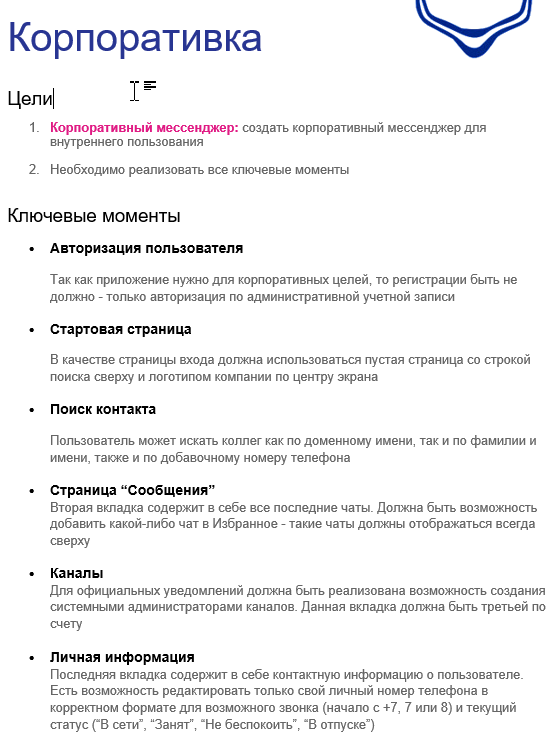 Корпоративка
Цели
1. Корпоративный мессенджер: создать корпоративный мессенджер для
внутреннего пользования
2. Необходимо реализовать все ключевые моменты
Ключевые моменты
• Авторизация пользователя
Так как приложение нужно для корпоративных целей, то регистрации быть не
должно - только авторизация по административной учетной записи
• Стартовая страница
В качестве страницы входа должна использоваться пустая страница со строкой
поиска сверху и логотипом компании по центру экрана
• Поиск контакта
Пользователь может искать коллег как по доменному имени, так и по фамилии и
имени, также и по добавочному номеру телефона
• Страница “Сообщения”
Вторая вкладка содержит в себе все последние чаты. Должна быть возможность
добавить какой-либо чат в Избранное - такие чаты должны отображаться всегда
сверху
• Каналы
Для официальных уведомлений должна быть реализована возможность создания
системными администраторами каналов. Данная вкладка должна быть третьей по
счету
• Личная информация
Последняя вкладка содержит в себе контактную информацию о пользователе.
Есть возможность редактировать только свой личный номер телефона в
корректном формате для возможного звонка (начало с +7, 7 или 8) и текущий
статус (“В сети”, “Занят”, “Не беспокоить”, “В отпуске”)